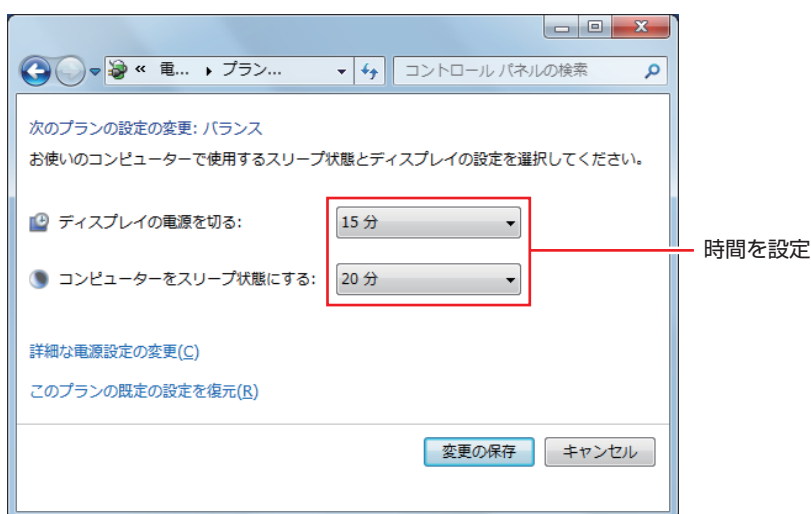 « 電... ▸ プラン... コントロール パネルの検索
次のプランの設定の変更: バランス
お使いのコンピューターで使用するスリープ状態とディスプレイの設定を選択してください。
ディスプレイの電源を切る: 15 分
時間を設定
コンピューターをスリープ状態にする: 20 分
詳細な電源設定の変更(C)
このプランの既定の設定を復元(R)
変更の保存 キャンセル